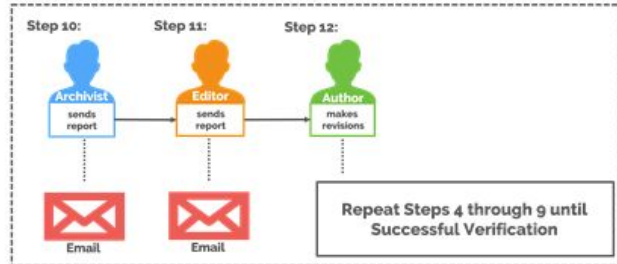 Step 10:
Step 11:
Step 12:
Archivist
Editor
Author
sends
report
sends
report
makes
revisions
Email
Email
Repeat Steps 4 through 9 until
Successful Verification